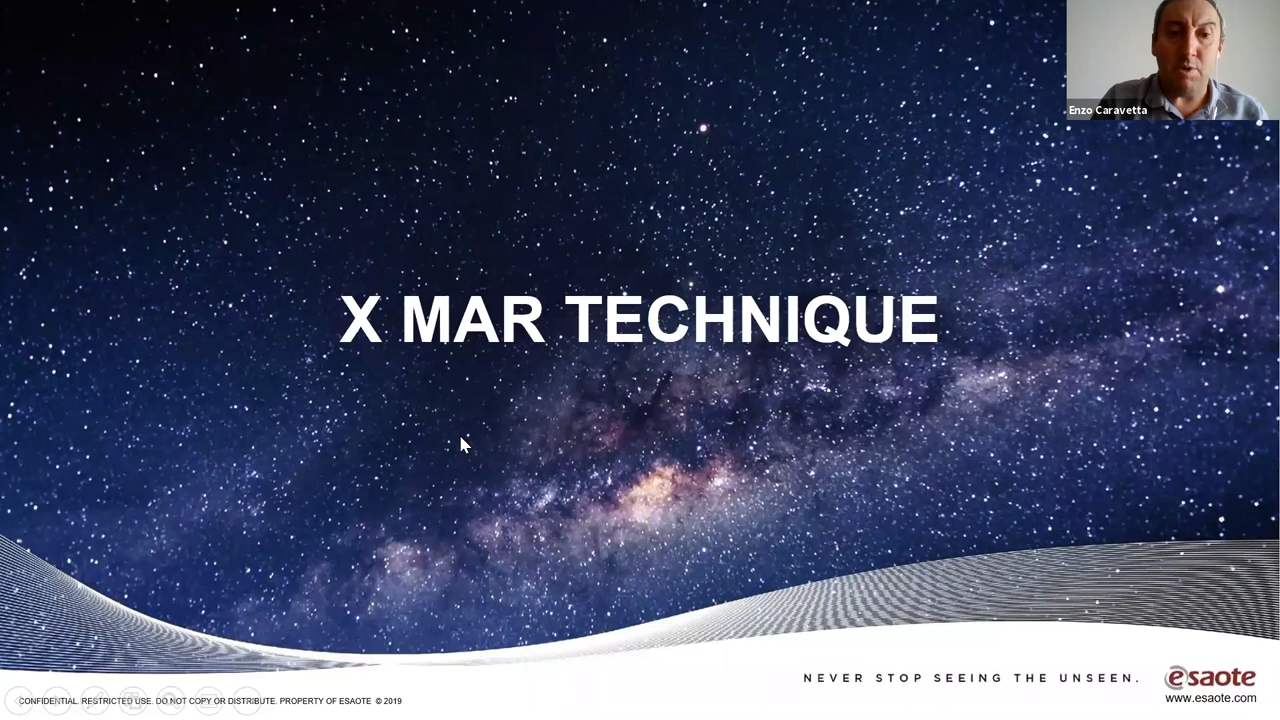 Enzo Caravetta
X MAR TECHNIQUE
NEVER STOP SEEING THE UNSEEN.
esaote
www.esaote.com
CONFIDENTIAL. RESTRICTED USE. DO NOT COPY OR DISTRIBUTE. PROPERTY OF ESAOTE © 2019